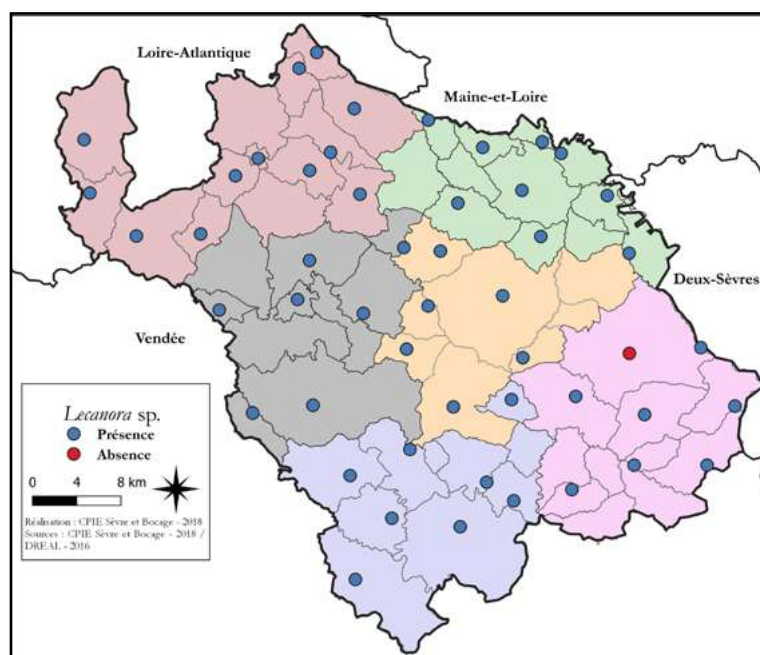 Loire-Atlantique
Maine-et-Loire
Deux-Sèvres
Vendée
Lecanora sp.
Présence
Absence
0 4 8 km
Réalisation : CPIE Sèvre et Bocage - 2018
Sources : CPIE Sèvre et Bocage - 2018 /
DREAL - 2016